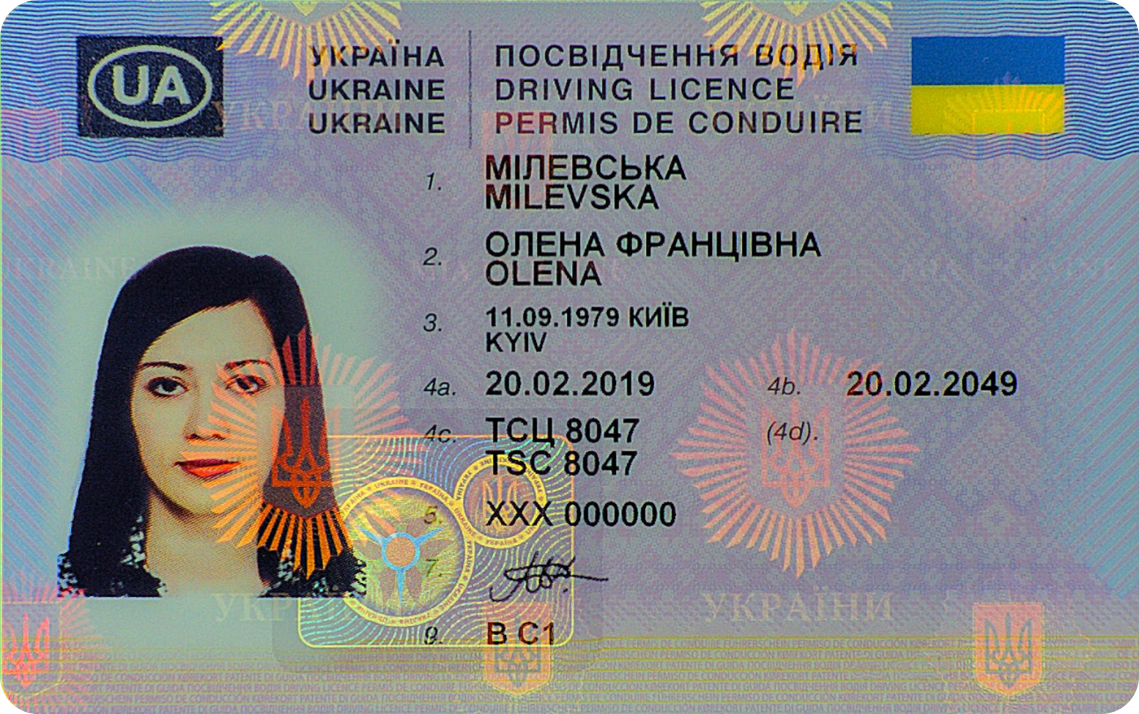 UA
УКРАЇНА
UKRAINE
UKRAINE
ПОСВІДЧЕННЯ ВОДІЯ
DRIVING LICENCE
PERMIS DE CONDUIRE
1. МІЛЕВСЬКА
MILEVSKA
2. ОЛЕНА ФРАНЦІВНА
OLENA
3. 11.09.1979 КИЇВ
KYIV
4a. 20.02.2019 4b. 20.02.2049
4c. ТСЦ 8047 (4d).
TSC 8047
5. XXX 000000
7.
9. B C1
УКРАЇНИ